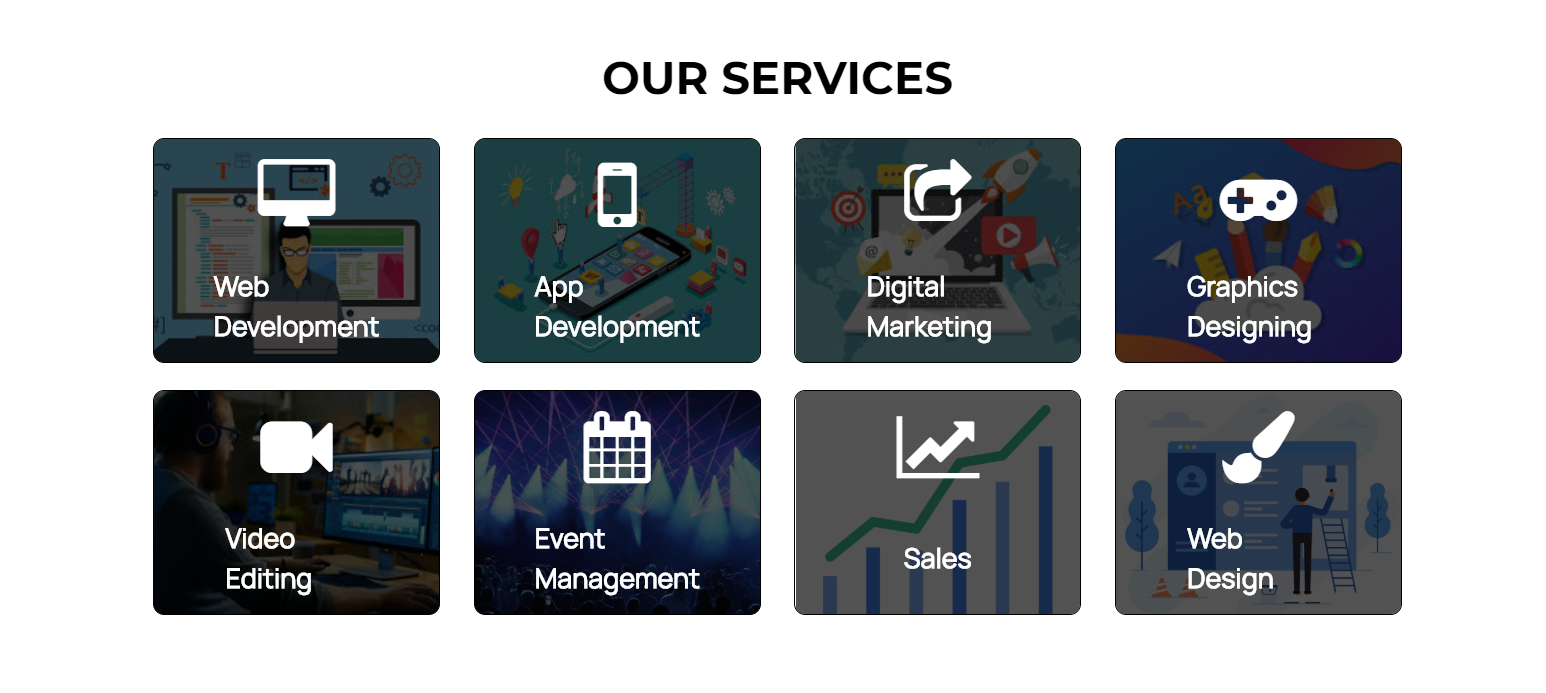 OUR SERVICES
Web
Development
App
Development
Digital
Marketing
Graphics
Designing
Video
Editing
Event
Management
Sales
Web
Design